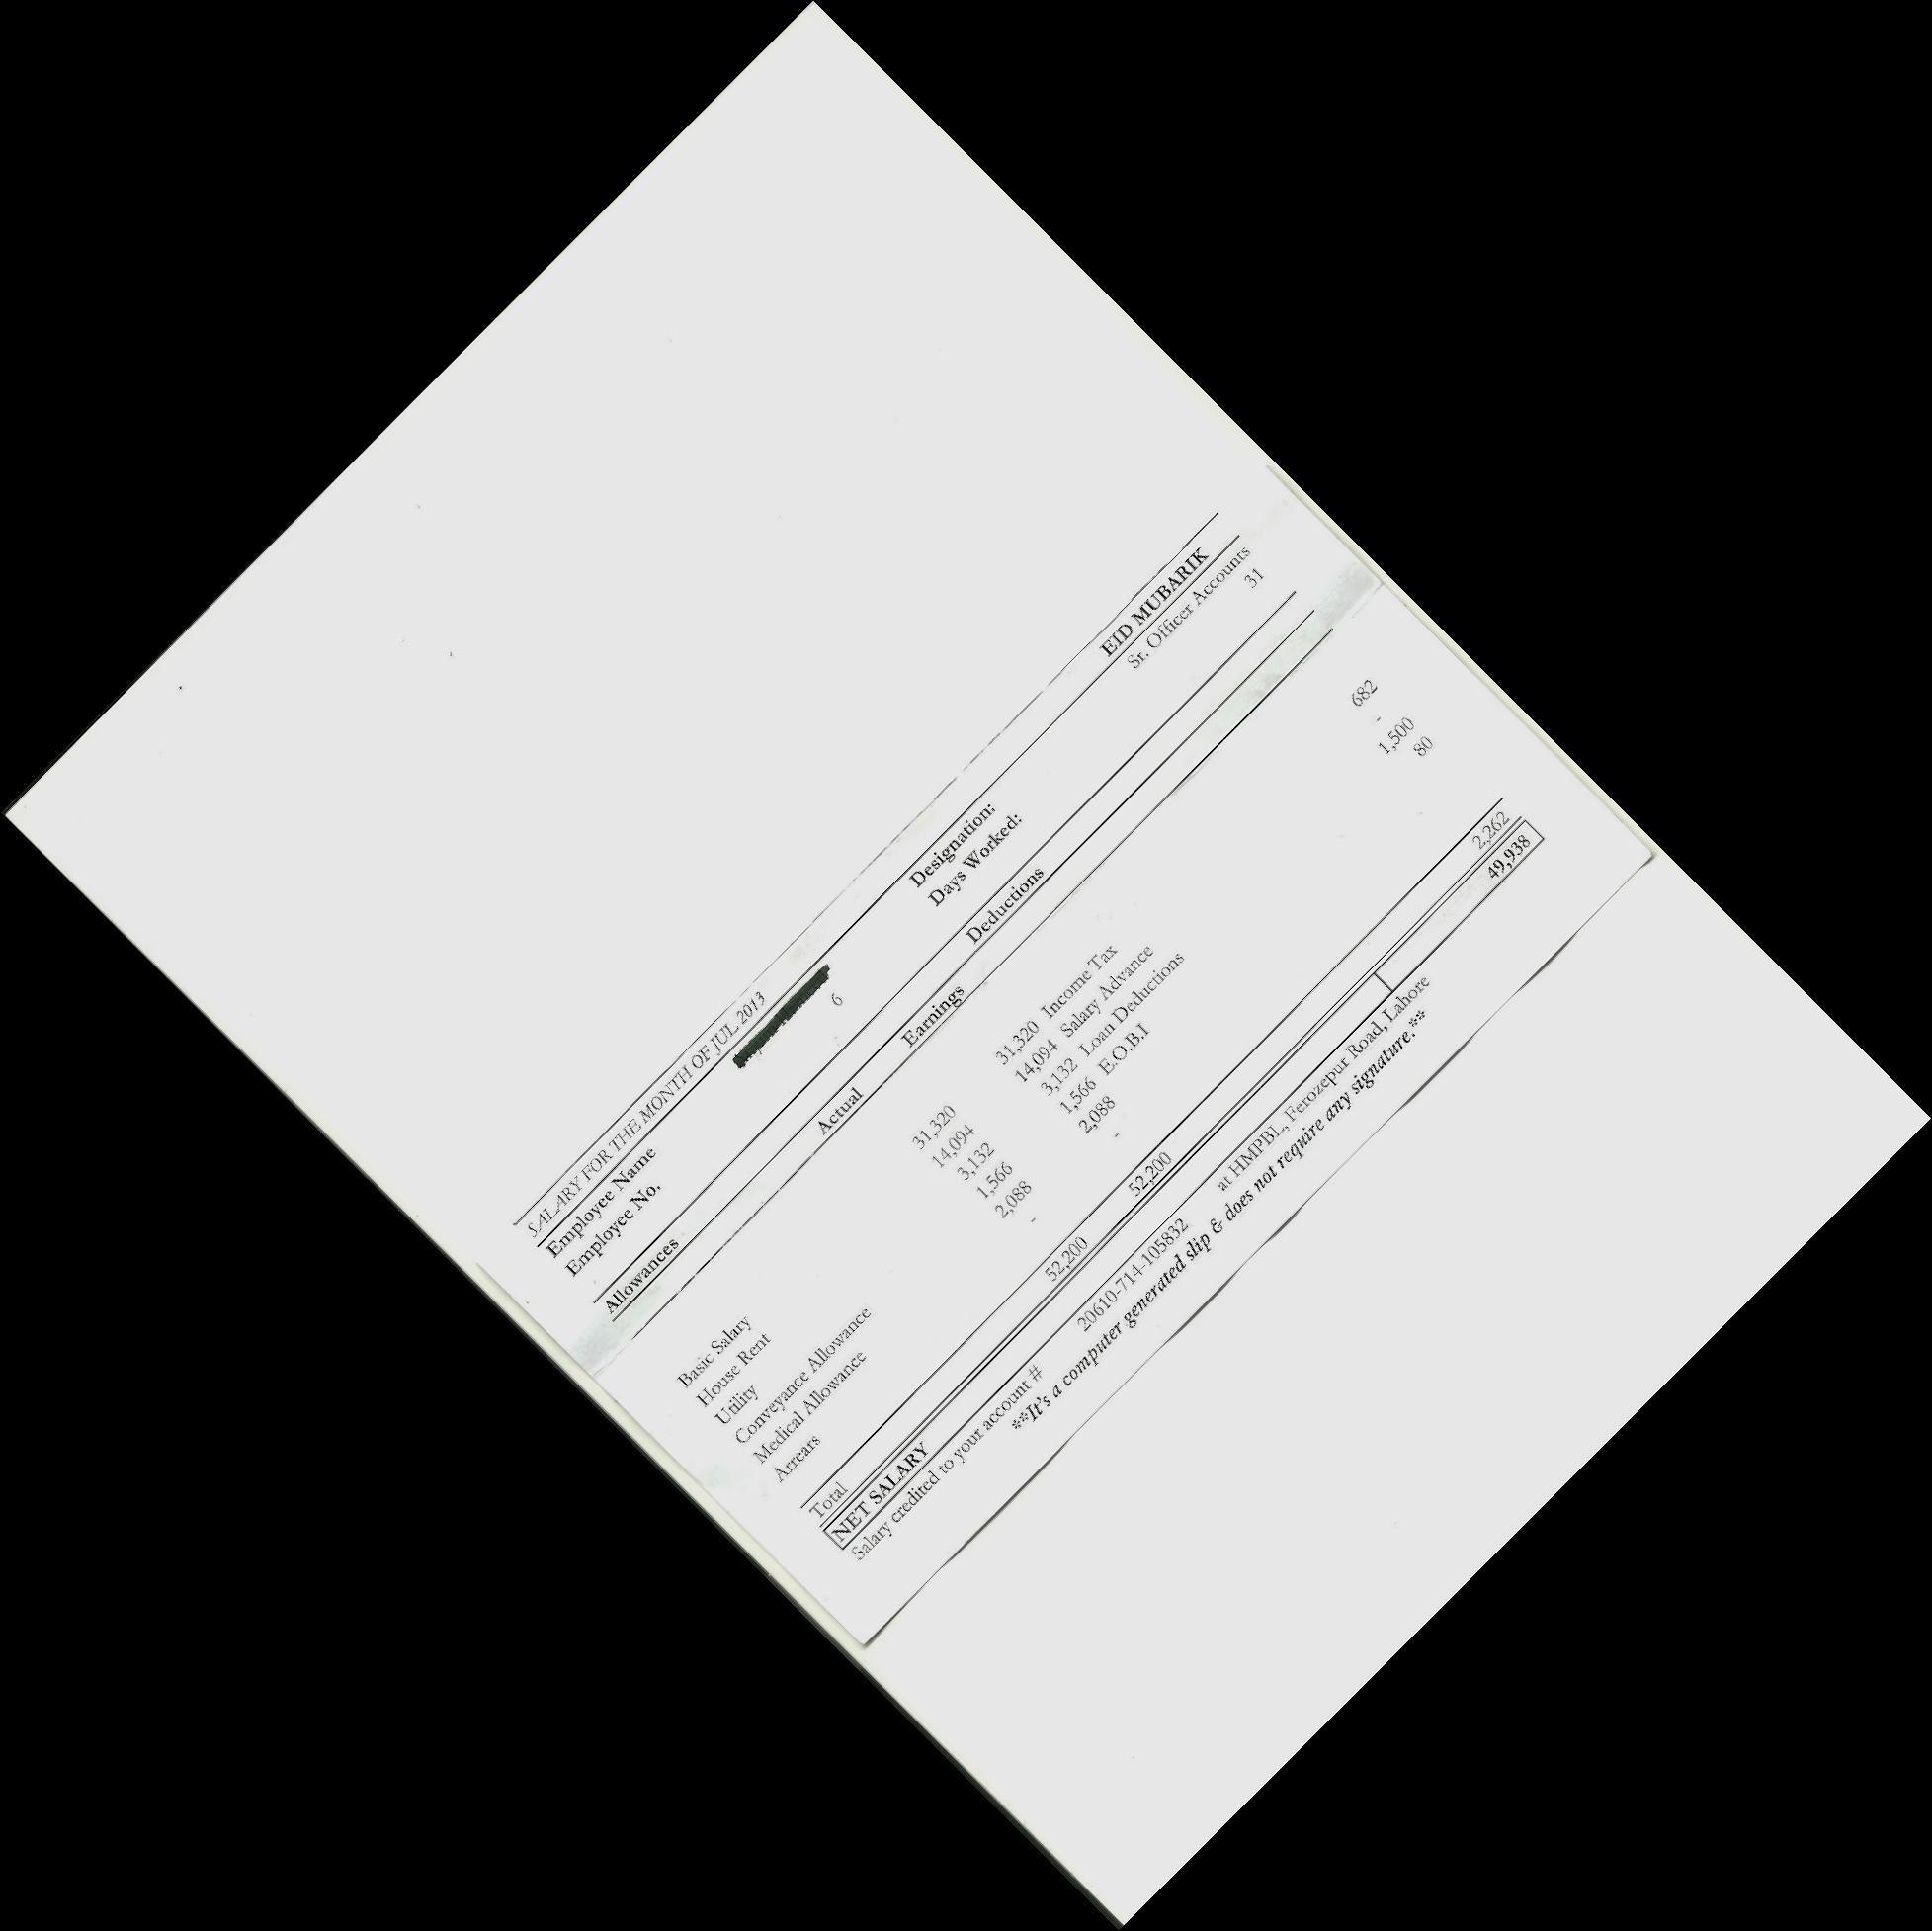 SALARY FOR THE MONTH OF JUL 2013 EID MUBARIK
Employee Name Designation: Sr. Officer Accounts
Employee No. 6 Days Worked: 31
Allowances Actual Earnings Deductions
Basic Salary 31,320 31,320 Income Tax 682
House Rent 14,094 14,094 Salary Advance -
Utility 3,132 3,132 Loan Deductions 1,500
Conveyance Allowance 1,566 1,566 E.O.B.I 80
Medical Allowance 2,088 2,088
Arrears - -
Total 52,200 52,200 2,262
NET SALARY 49,938
Salary credited to your account # 20610-714-105832 at HMPBL, Ferozepur Road, Lahore
**It's a computer generated slip & does not require any signature.**